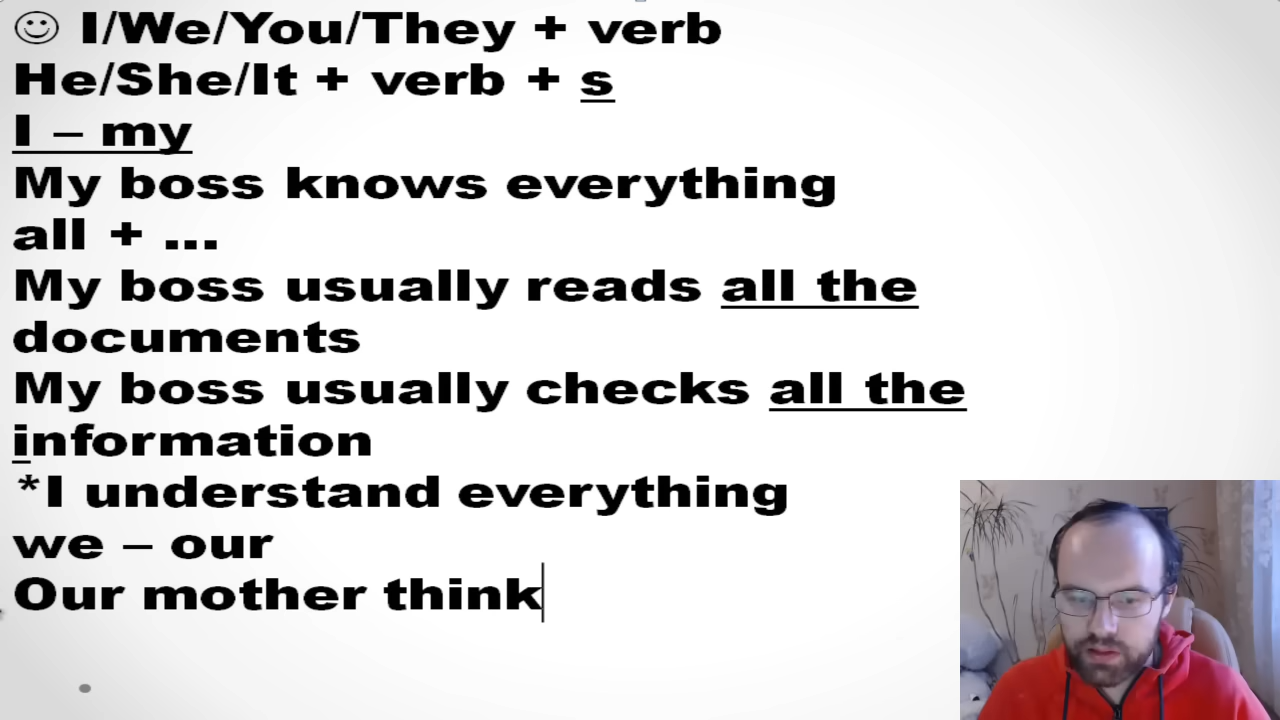 ☺ I/We/You/They + verb
He/She/It + verb + s
I – my
My boss knows everything
all + ...
My boss usually reads all the
documents
My boss usually checks all the
information
*I understand everything
we – our
Our mother think